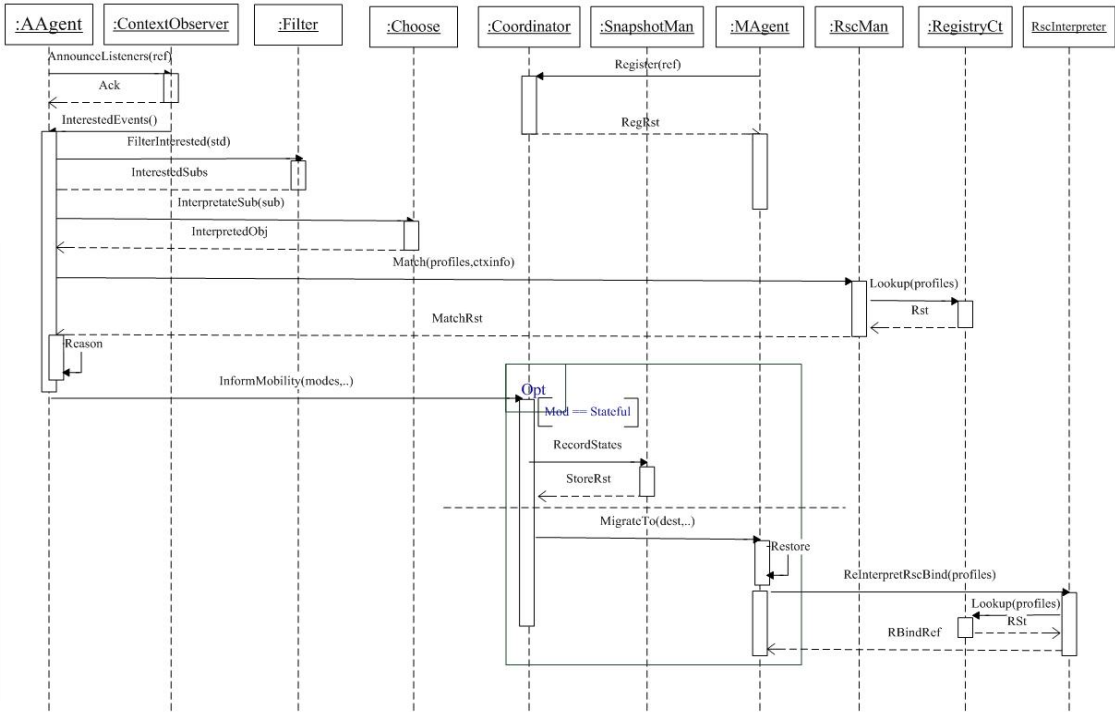 :AAgent
:ContextObserver
:Filter
:Choose
:Coordinator
:SnapshotMan
:MAgent
:RscMan
:RegistryCt
RscInterpreter
AnnounceListeners(ref)
Register(ref)
Ack
InterestedEvents()
RegRst
FilterInterested(std)
InterestedSubs
InterpretateSub(sub)
InterpretedObj
Match(profiles,ctxinfo)
Lookup(profiles)
Rst
MatchRst
Reason
InformMobility(modes,..)
Opt
Mod == Stateful
RecordStates
StoreRst
MigrateTo(dest,..)
Restore
ReInterpretRscBind(profiles)
Lookup(profiles)
RSt
RBindRef